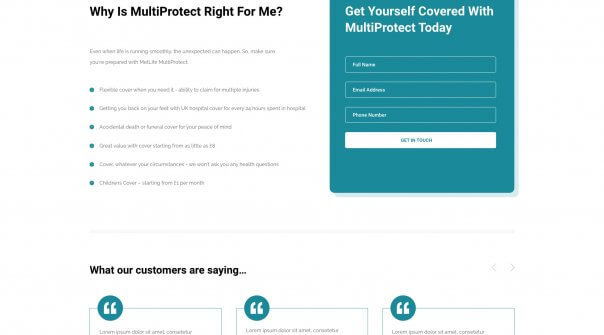 Why Is MultiProtect Right For Me?
Even when life is running smoothly, the unexpected can happen. So, make sure
you're prepared with MetLife MultiProtect.
Flexible cover when you need it - ability to claim for multiple injuries
Getting you back on your feet with UK hospital cover for every 24 hours spent in hospital
Accidental death or funeral cover for your peace of mind
Great value with cover starting from as little as £8
Cover, whatever your circumstances - we won't ask you any health questions
Childrens Cover – starting from £1 per month
Get Yourself Covered With
MultiProtect Today
Full Name
Email Address
Phone Number
GET IN TOUCH
What our customers are saying...
Lorem ipsum dolor sit amet, consetetur
Lorem ipsum dolor sit amet, consetetur
Lorem ipsum dolor sit amet, consetetur